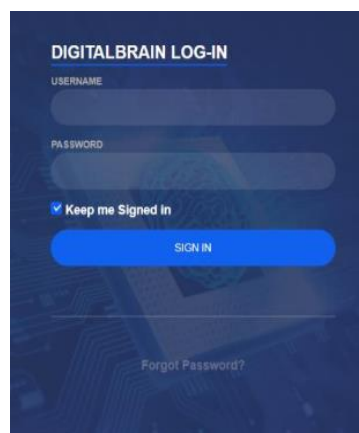 DIGITALBRAIN LOG-IN
USERNAME
PASSWORD
Keep me Signed in
SIGN IN
Forgot Password?